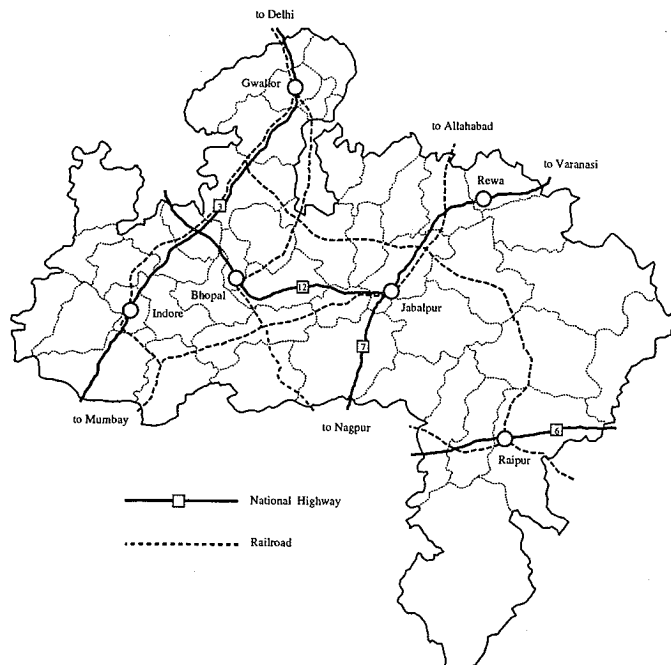 to Delhi
Gwalior
to Allahabad
to Varanasi
Rewa
3
Bhopal
12
Indore
Jabalpur
7
to Mumbay
to Nagpur
6
Raipur
National Highway
Railroad